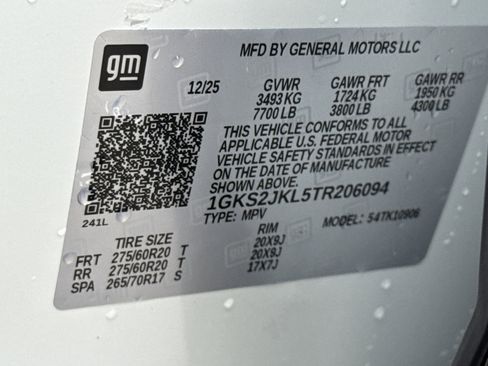 gm
MFD BY GENERAL MOTORS LLC
12/25 GVWR GAWR FRT GAWR RR
3493 KG 1724 KG 1950 KG
7700 LB 3800 LB 4300 LB
THIS VEHICLE CONFORMS TO ALL
APPLICABLE U.S. FEDERAL MOTOR
VEHICLE SAFETY STANDARDS IN EFFECT
ON THE DATE OF MANUFACTURE
SHOWN ABOVE.
1GKS2JKL5TR206094
TYPE: MPV MODEL: 54TK10906
241L
TIRE SIZE RIM
FRT 275/60R20 T 20X9J
RR 275/60R20 T 20X9J
SPA 265/70R17 S 17X7J